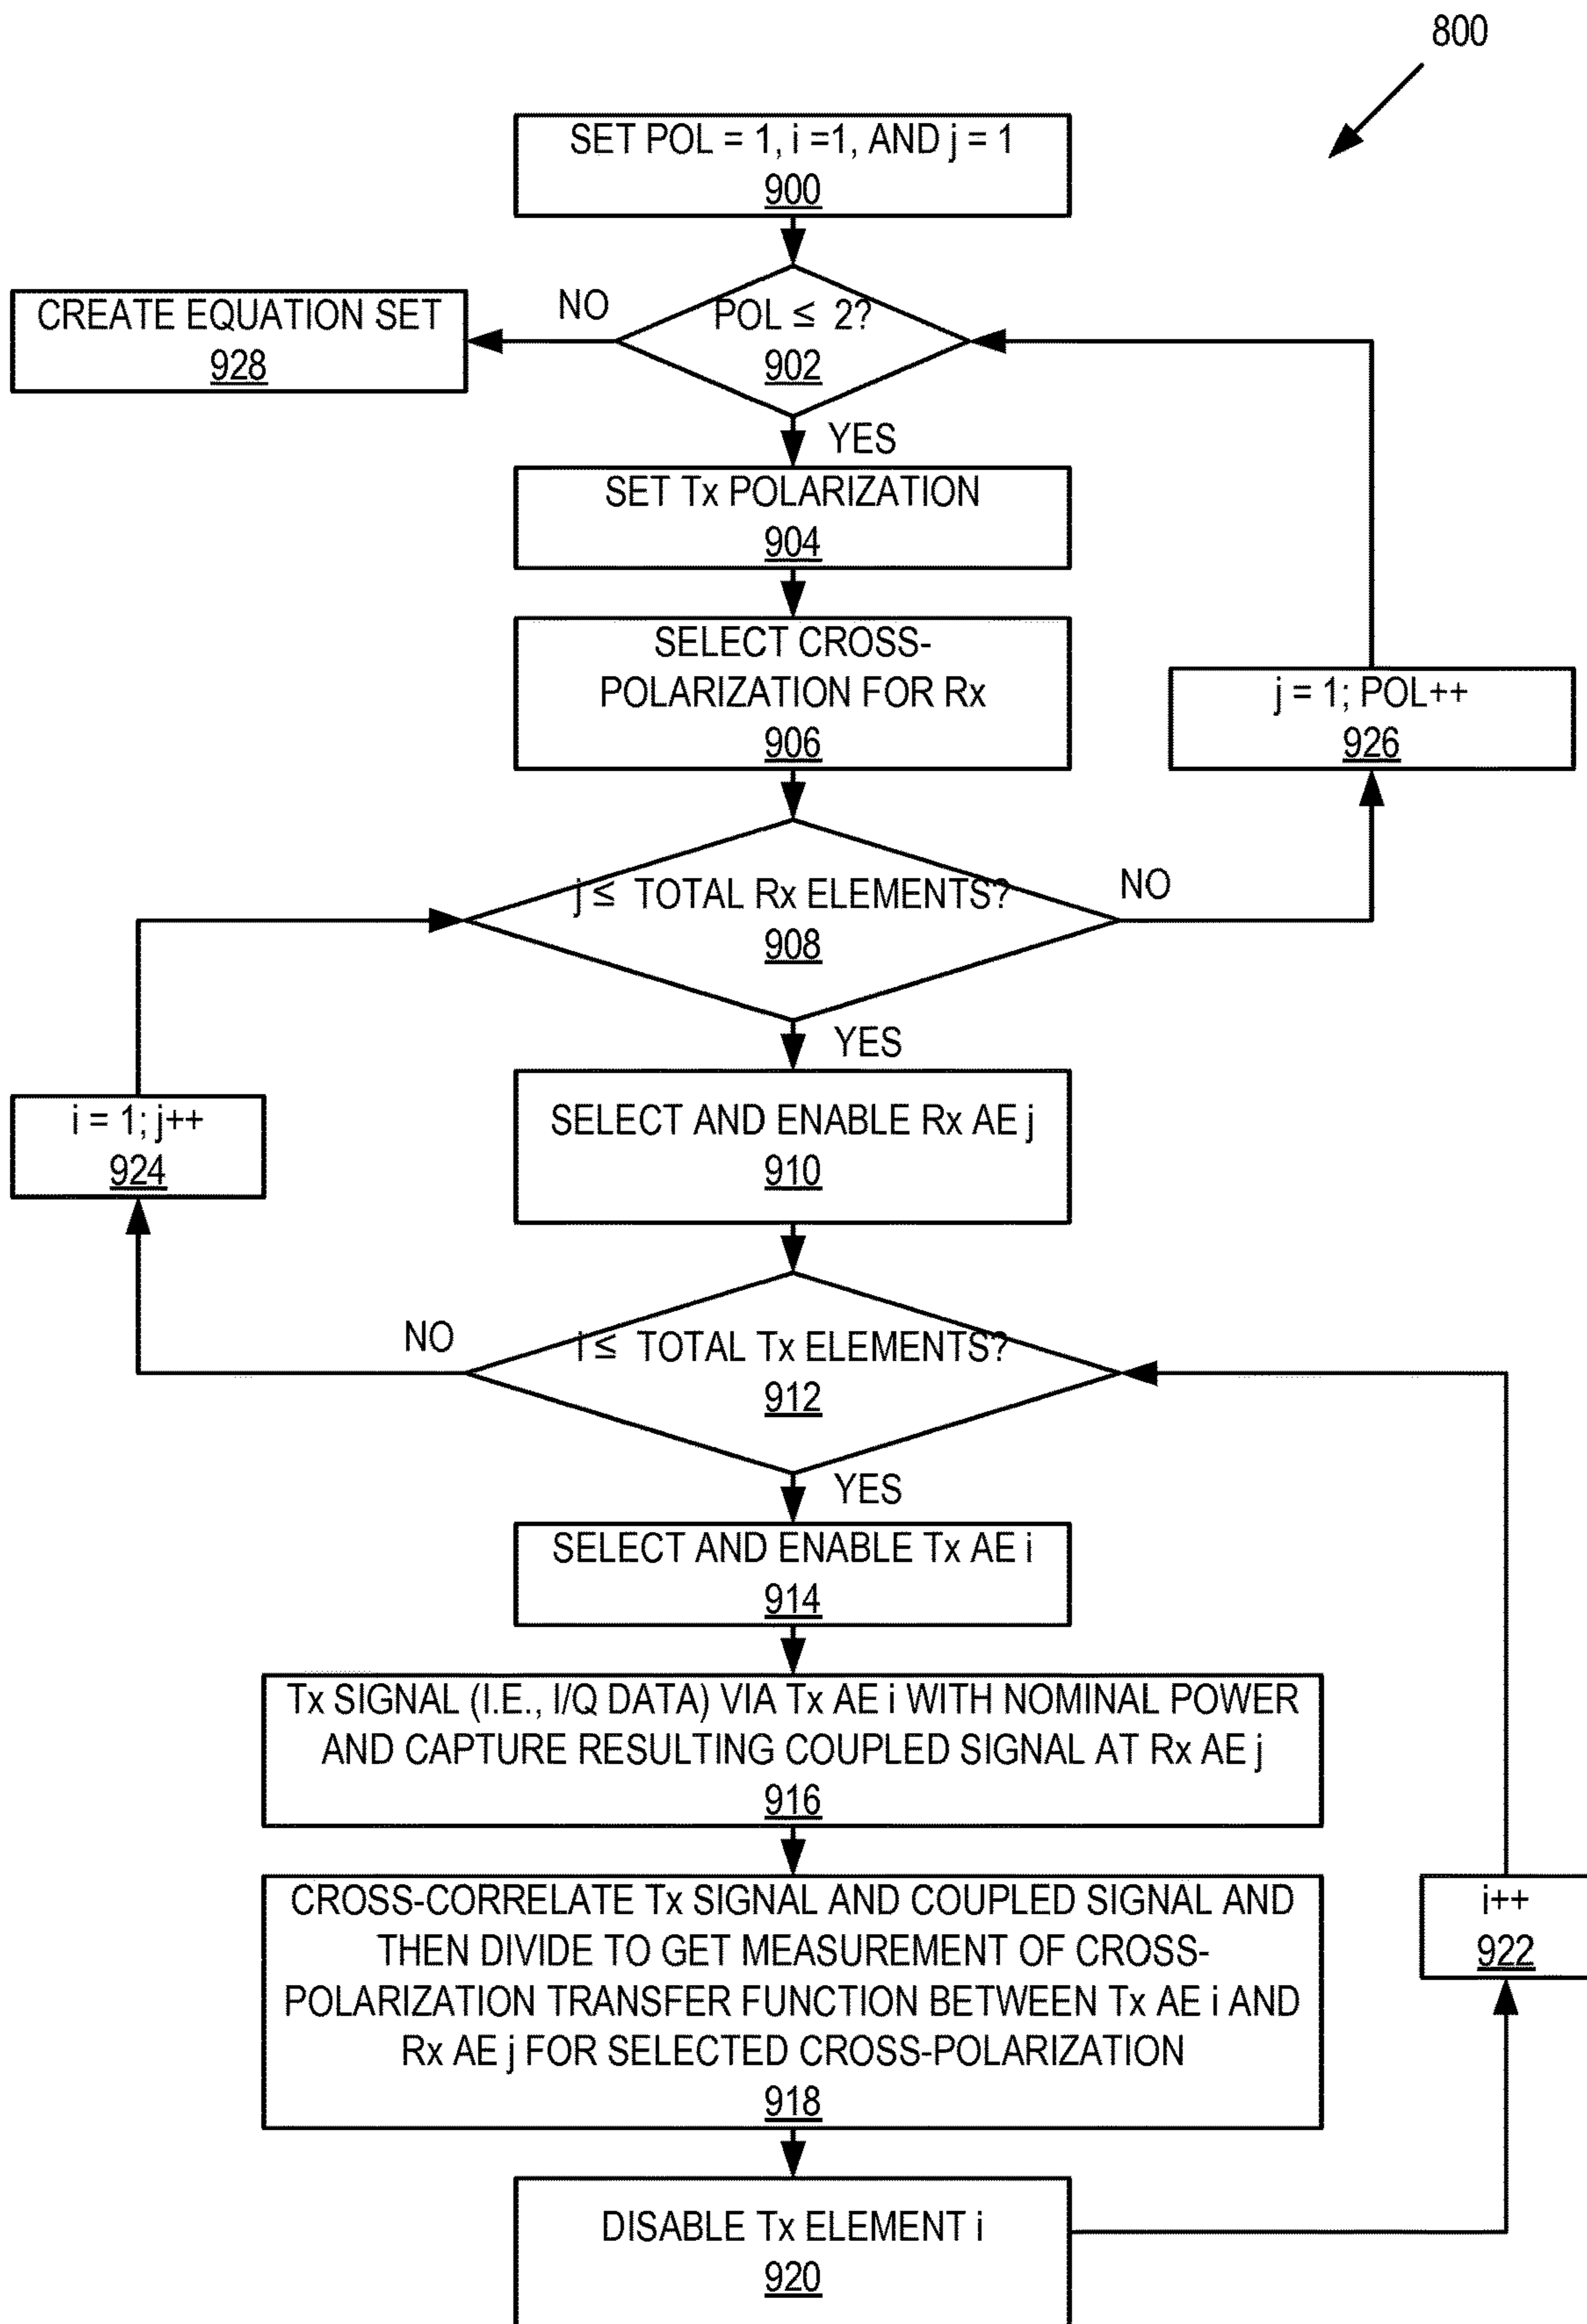 800
SET POL = 1, i =1, AND j = 1
900
CREATE EQUATION SET
928
NO
POL ≤ 2?
902
YES
SET Tx POLARIZATION
904
SELECT CROSS-
POLARIZATION FOR Rx
906
j = 1; POL++
926
j ≤ TOTAL Rx ELEMENTS?
908
NO
YES
i = 1; j++
924
SELECT AND ENABLE Rx AE j
910
NO
i ≤ TOTAL Tx ELEMENTS?
912
YES
SELECT AND ENABLE Tx AE i
914
Tx SIGNAL (I.E., I/Q DATA) VIA Tx AE i WITH NOMINAL POWER
AND CAPTURE RESULTING COUPLED SIGNAL AT Rx AE j
916
CROSS-CORRELATE Tx SIGNAL AND COUPLED SIGNAL AND
THEN DIVIDE TO GET MEASUREMENT OF CROSS-
POLARIZATION TRANSFER FUNCTION BETWEEN Tx AE i AND
Rx AE j FOR SELECTED CROSS-POLARIZATION
918
i++
922
DISABLE Tx ELEMENT i
920